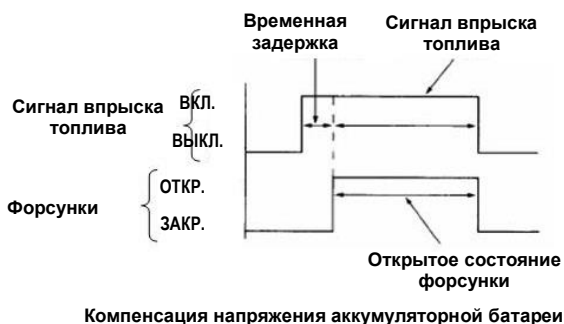 Временная
задержка
Сигнал впрыска
топлива
Сигнал впрыска
топлива
ВКЛ.
ВЫКЛ.
Форсунки
ОТКР.
ЗАКР.
Открытое состояние
форсунки
Компенсация напряжения аккумуляторной батареи